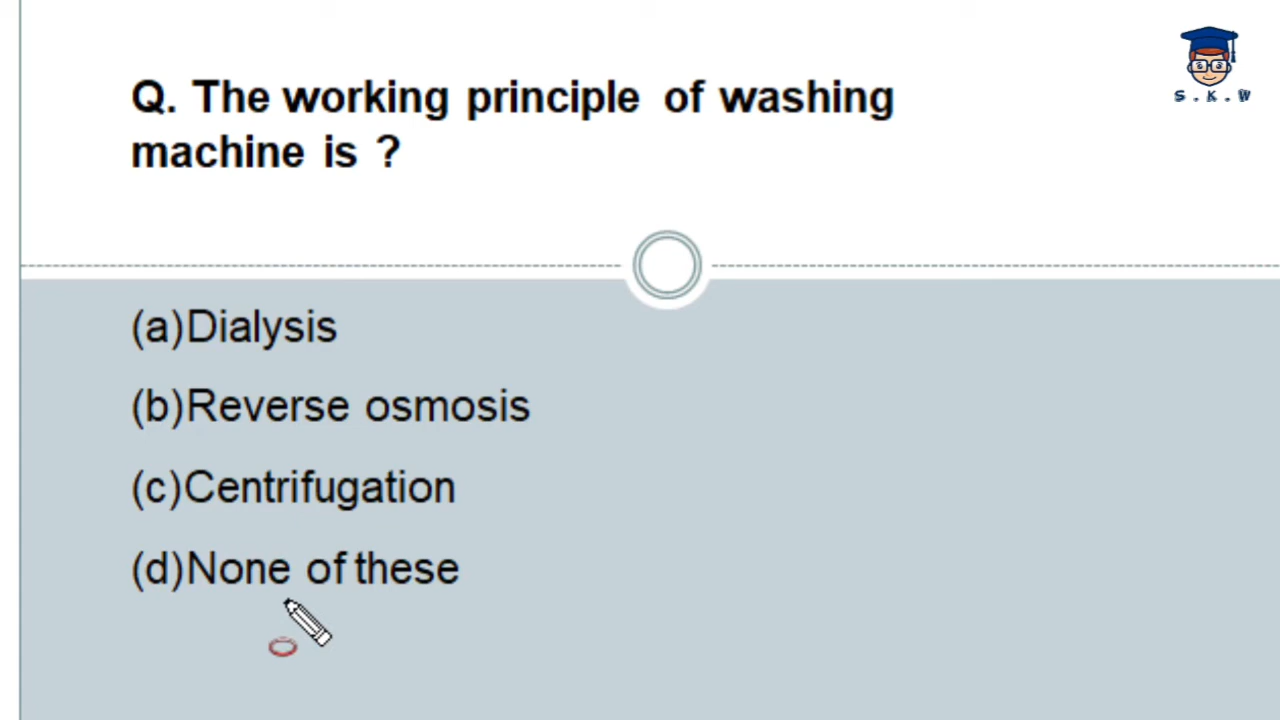 S.K.W
Q. The working principle of washing
machine is ?
(a)Dialysis
(b)Reverse osmosis
(c)Centrifugation
(d)None of these